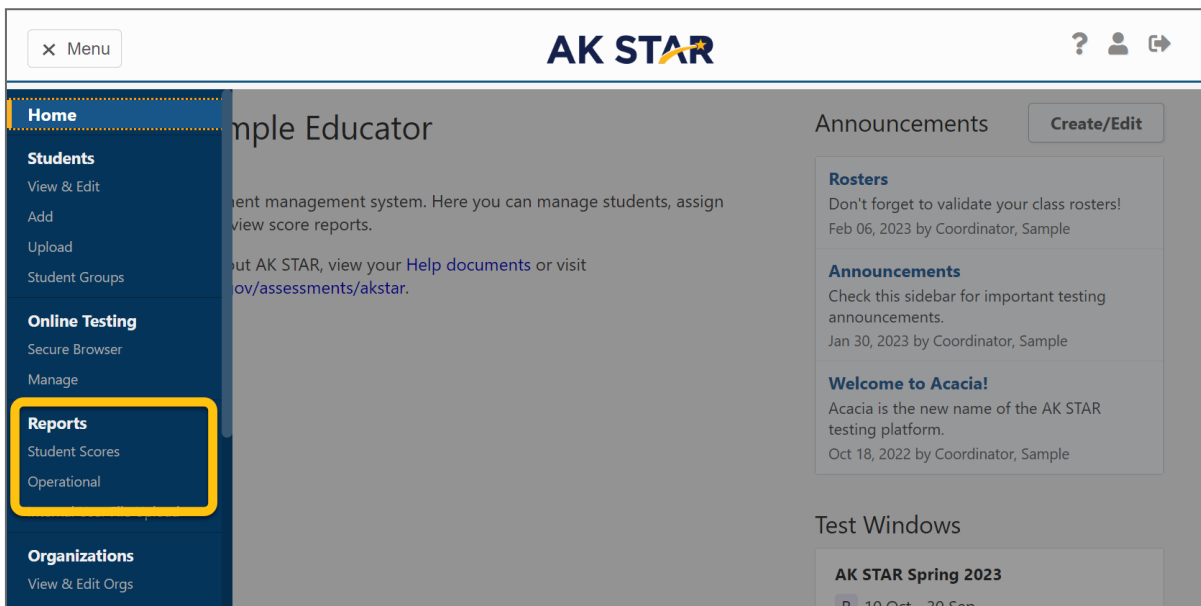 × Menu
AK STAR
?
Home
Students
View & Edit
Add
Upload
Student Groups
Online Testing
Secure Browser
Manage
Reports
Student Scores
Operational
Organizations
View & Edit Orgs
mple Educator
ent management system. Here you can manage students, assign
view score reports.
out AK STAR, view your Help documents or visit
ov/assessments/akstar.
Announcements
Create/Edit
Rosters
Don't forget to validate your class rosters!
Feb 06, 2023 by Coordinator, Sample
Announcements
Check this sidebar for important testing
announcements.
Jan 30, 2023 by Coordinator, Sample
Welcome to Acacia!
Acacia is the new name of the AK STAR
testing platform.
Oct 18, 2022 by Coordinator, Sample
Test Windows
AK STAR Spring 2023
10 Oct - 30 Sep